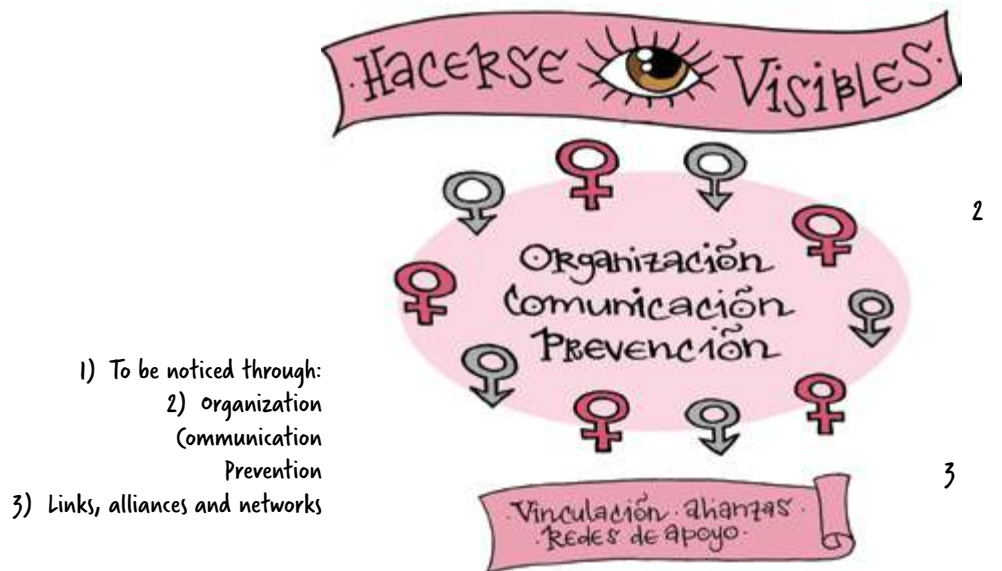 · HACERSE VISIBLES ·
2
Organización
Comunicación
Prevención
1) To be noticed through:
2) Organization
Communication
Prevention
3) Links, alliances and networks
3
· Vinculación · alianzas ·
· Redes de apoyo ·